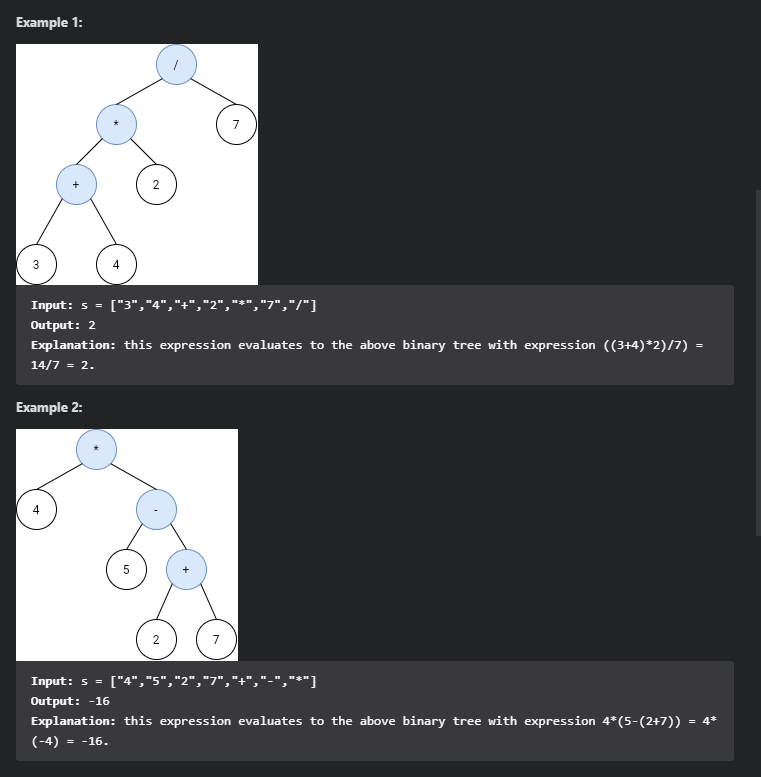 Example 1:
/
*
7
+
2
3
4
Input: s = ["3","4","+","2","*","7","/"]
Output: 2
Explanation: this expression evaluates to the above binary tree with expression ((3+4)*2)/7) =
14/7 = 2.
Example 2:
*
4
-
5
+
2
7
Input: s = ["4","5","2","7","+","-","*"]
Output: -16
Explanation: this expression evaluates to the above binary tree with expression 4*(5-(2+7)) = 4*
(-4) = -16.